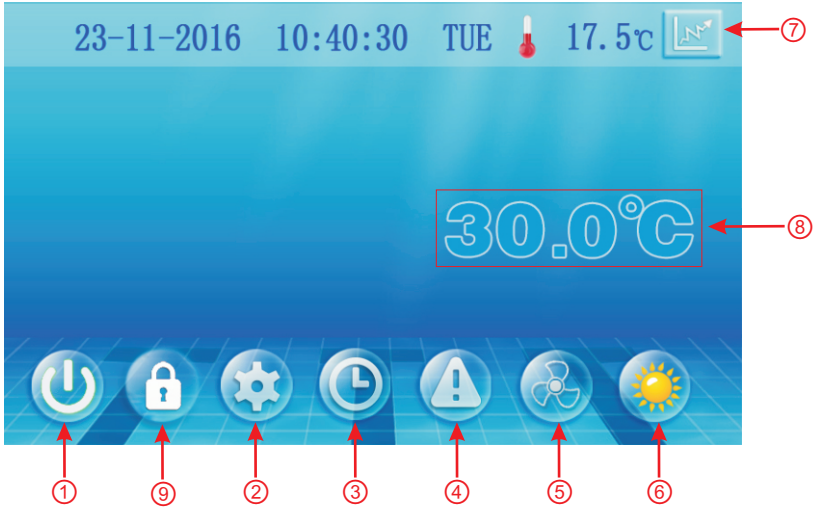 23-11-2016 10:40:30 TUE 17.5℃ ⑦
30.0℃ ⑧
① ⑨ ② ③ ④ ⑤ ⑥